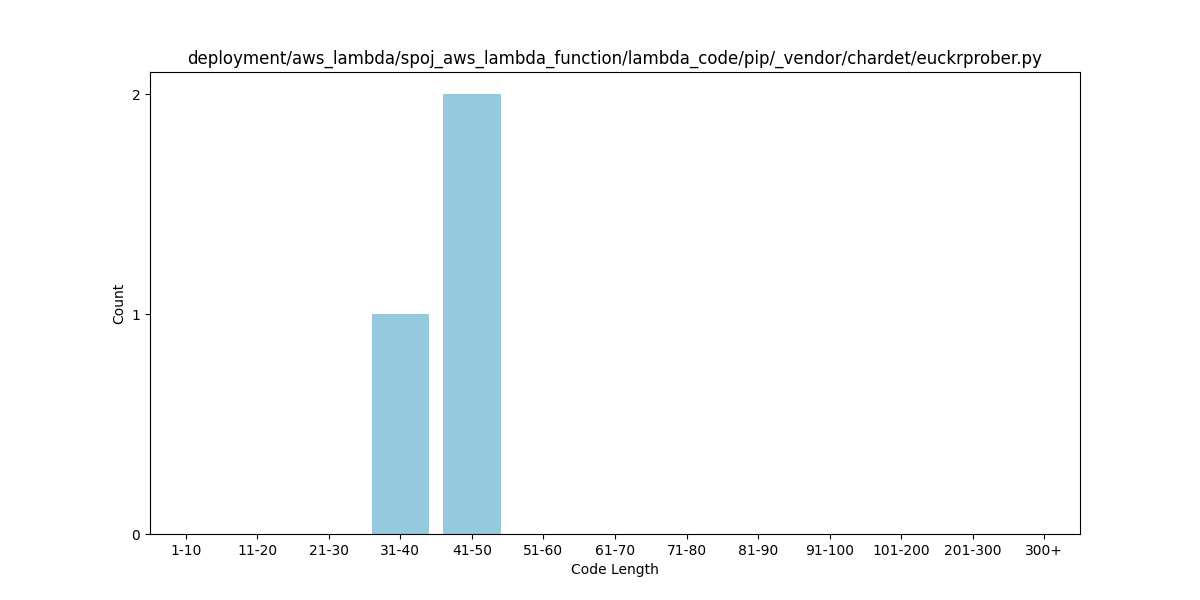 deployment/aws_lambda/spoj_aws_lambda_function/lambda_code/pip/_vendor/chardet/euckrprober.py
2
1
0
Count
1-10 11-20 21-30 31-40 41-50 51-60 61-70 71-80 81-90 91-100 101-200 201-300 300+
Code Length